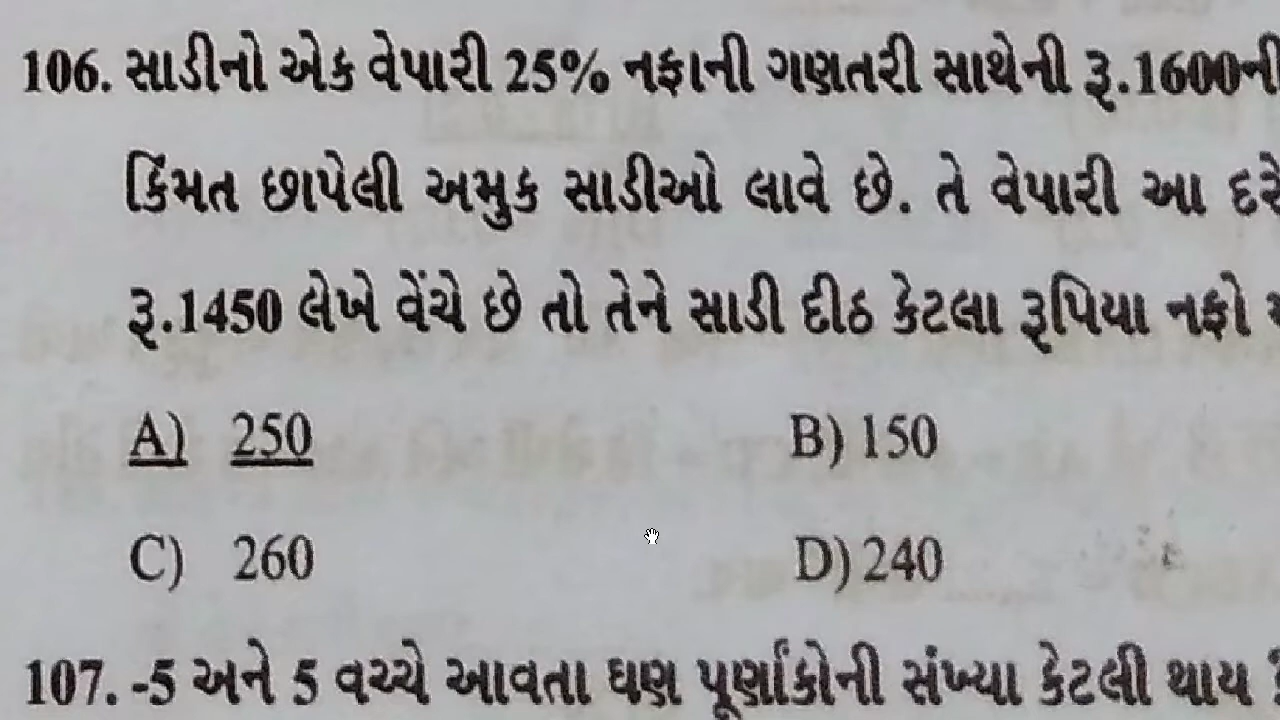 106. સાડીનો એક વેપારી 25% નફાની ગણતરી સાથેની રૂ.1600ની
કિંમત છાપેલી અમુક સાડીઓ લાવે છે. તે વેપારી આ દરે
રૂ.1450 લેખે વેંચે છે તો તેને સાડી દીઠ કેટલા રૂપિયા નફો
A) 250
B) 150
C) 260
D) 240
107. -5 અને 5 વચ્ચે આવતા ઘણ પૂર્ણાંકોની સંખ્યા કેટલી થાય